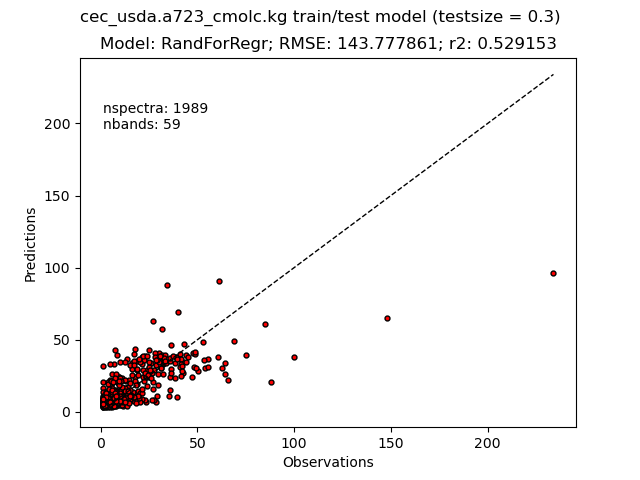 cec_usda.a723_cmolc.kg train/test model (testsize = 0.3)
Model: RandForRegr; RMSE: 143.777861; r2: 0.529153
nspectra: 1989
nbands: 59
200
150
100
50
0
Predictions
0 50 100 150 200
Observations